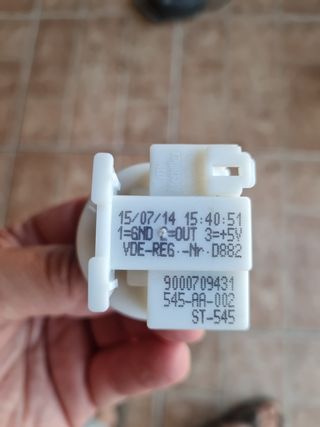 15/07/14 15:40:51
1=GND 2=OUT 3=+5V
VDE-REG.-Nr.D882
9000709431
545-AA-002
ST-545